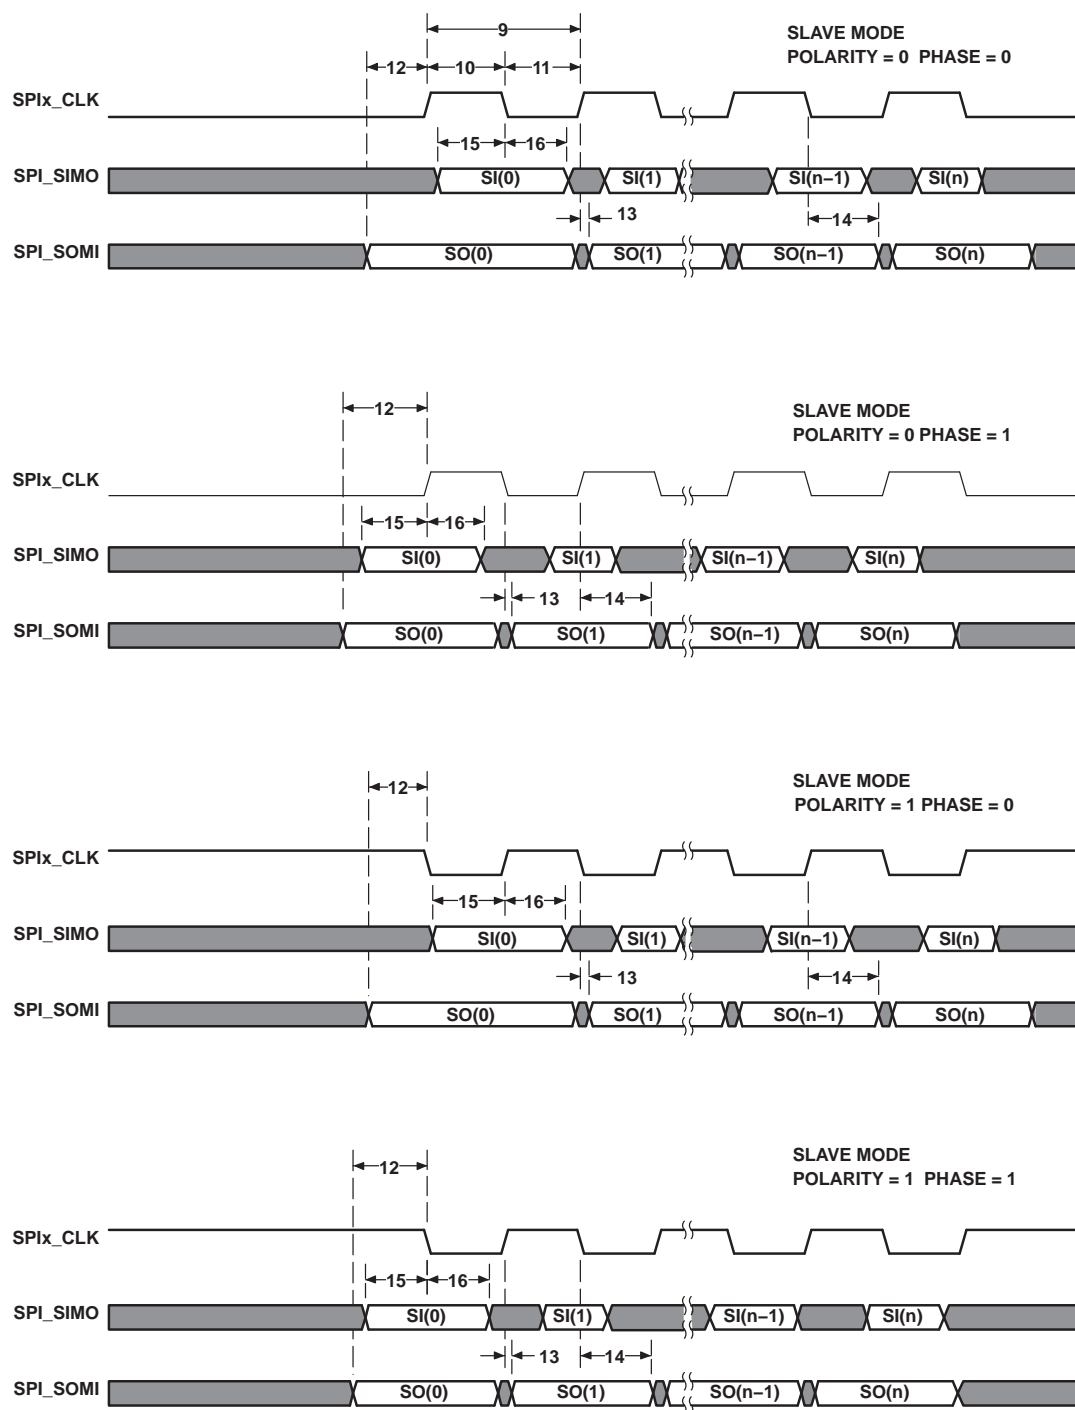 9
SLAVE MODE
POLARITY = 0 PHASE = 0
12 10 11
SPIx_CLK
15 16
SPI_SIMO SI(0) SI(1) SI(n−1) SI(n)
13 14
SPI_SOMI SO(0) SO(1) SO(n−1) SO(n)
12
SLAVE MODE
POLARITY = 0 PHASE = 1
SPIx_CLK
15 16
SPI_SIMO SI(0) SI(1) SI(n−1) SI(n)
13 14
SPI_SOMI SO(0) SO(1) SO(n−1) SO(n)
SLAVE MODE
12
POLARITY = 1 PHASE = 0
SPIx_CLK
15 16
SPI_SIMO SI(0) SI(1) SI(n−1) SI(n)
13 14
SPI_SOMI SO(0) SO(1) SO(n−1) SO(n)
SLAVE MODE
12
POLARITY = 1 PHASE = 1
SPIx_CLK
15 16
SPI_SIMO SI(0) SI(1) SI(n−1) SI(n)
13 14
SPI_SOMI SO(0) SO(1) SO(n−1) SO(n)